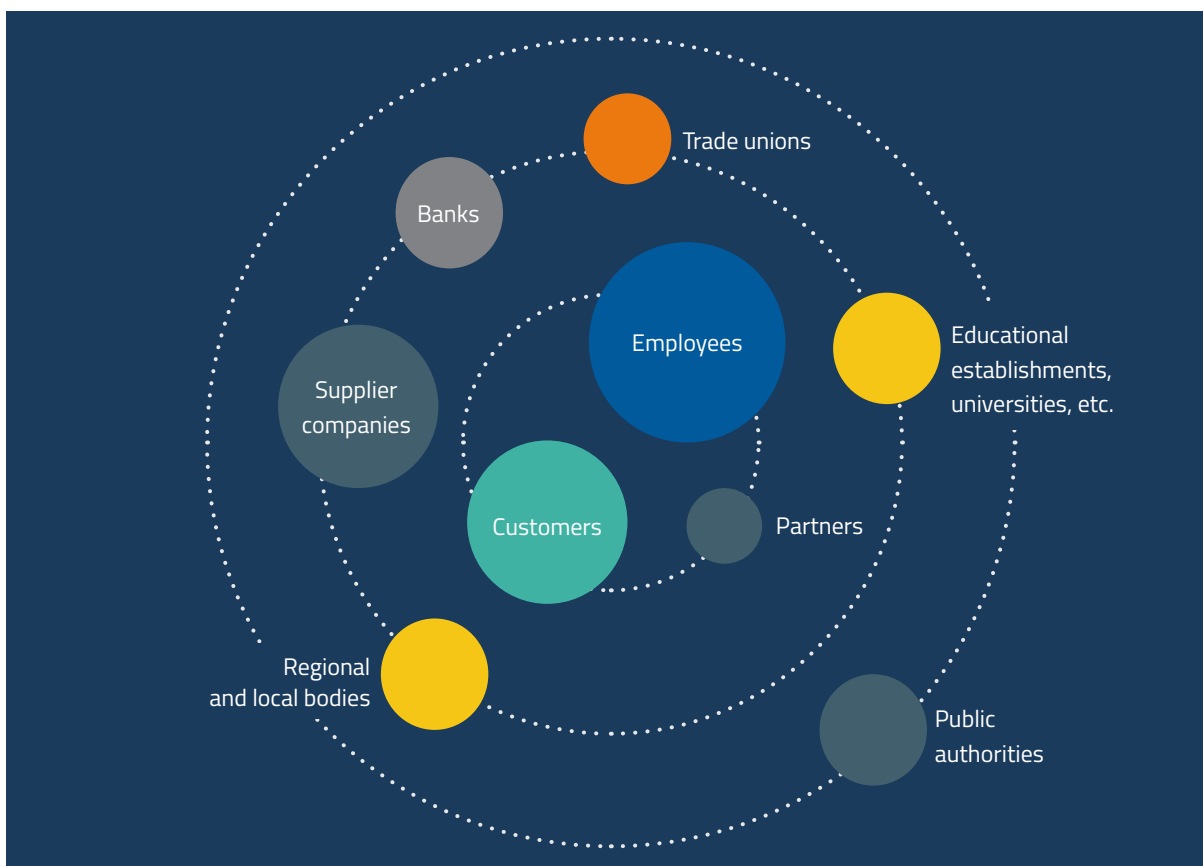 Trade unions
Banks
Employees
Educational
establishments,
universities, etc.
Supplier
companies
Customers
Partners
Regional
and local bodies
Public
authorities